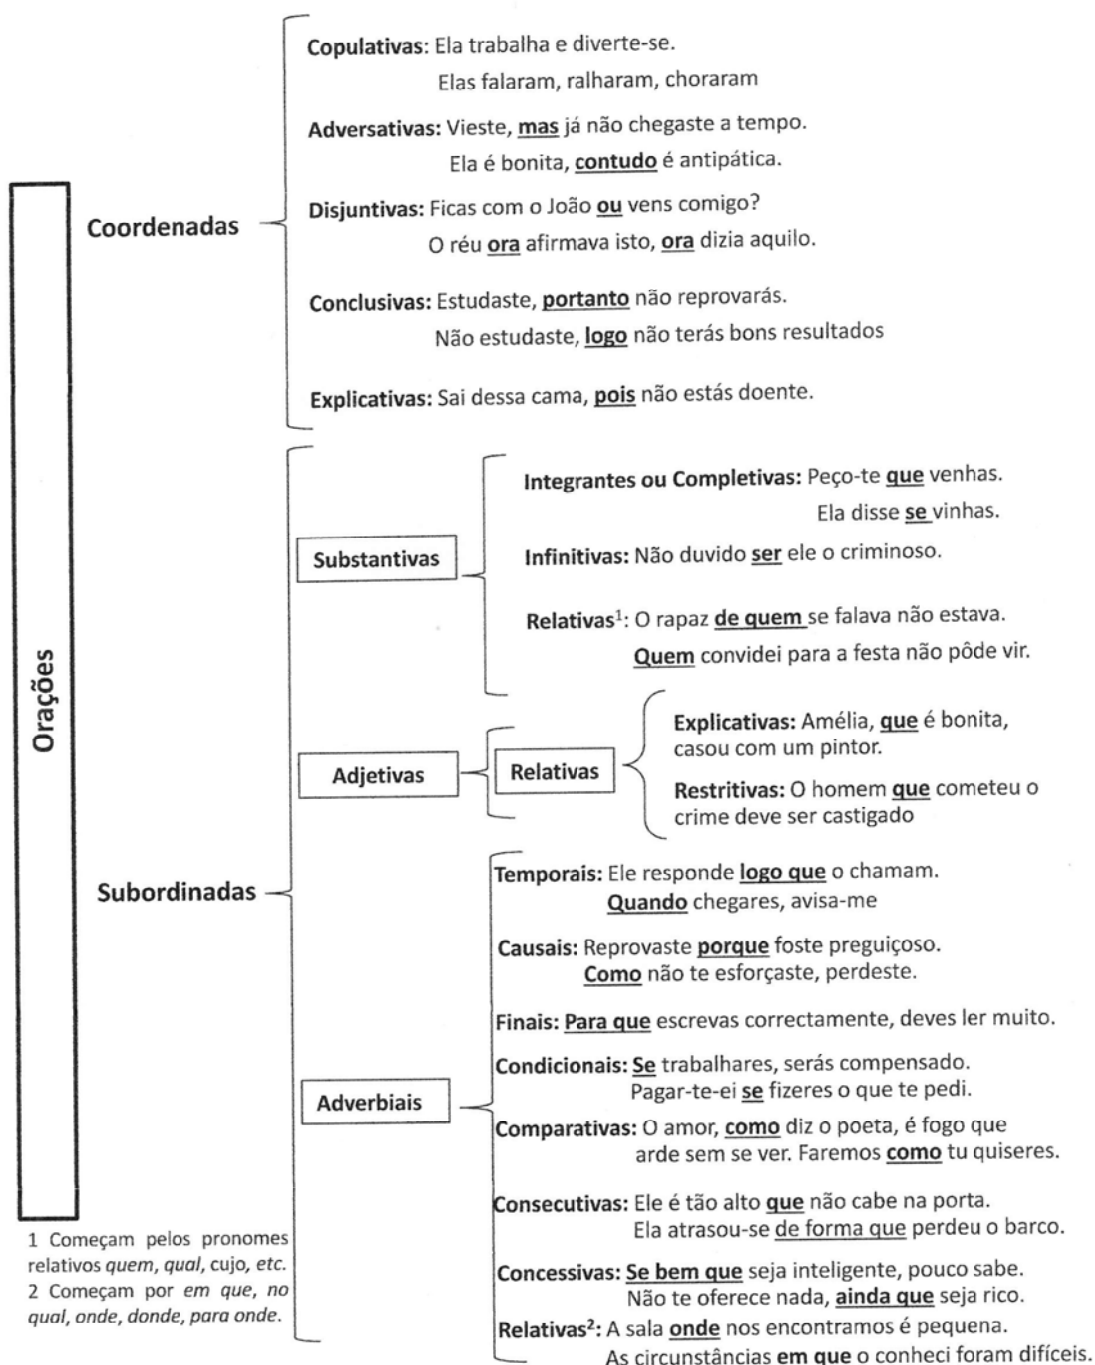 Copulativas: Ela trabalha e diverte-se.
Elas falaram, ralharam, choraram
Adversativas: Vieste, mas já não chegaste a tempo.
Ela é bonita, contudo é antipática.
Coordenadas
Disjuntivas: Ficas com o João ou vens comigo?
O réu ora afirmava isto, ora dizia aquilo.
Conclusivas: Estudaste, portanto não reprovarás.
Não estudaste, logo não terás bons resultados
Explicativas: Sai dessa cama, pois não estás doente.
Orações
Subordinadas
Substantivas
Integrantes ou Completivas: Peço-te que venhas.
Ela disse se vinhas.
Infinitivas: Não duvido ser ele o criminoso.
Relativas¹: O rapaz de quem se falava não estava.
Quem convidei para a festa não pôde vir.
Adjetivas
Relativas
Explicativas: Amélia, que é bonita,
casou com um pintor.
Restritivas: O homem que cometeu o
crime deve ser castigado
Adverbiais
Temporais: Ele responde logo que o chamam.
Quando chegares, avisa-me
Causais: Reprovaste porque foste preguiçoso.
Como não te esforçaste, perdeste.
Finais: Para que escrevas correctamente, deves ler muito.
Condicionais: Se trabalhares, serás compensado.
Pagar-te-ei se fizeres o que te pedi.
Comparativas: O amor, como diz o poeta, é fogo que
arde sem se ver. Faremos como tu quiseres.
Consecutivas: Ele é tão alto que não cabe na porta.
Ela atrasou-se de forma que perdeu o barco.
Concessivas: Se bem que seja inteligente, pouco sabe.
Não te oferece nada, ainda que seja rico.
Relativas²: A sala onde nos encontramos é pequena.
As circunstâncias em que o conheci foram difíceis.
1 Começam pelos pronomes
relativos quem, qual, cujo, etc.
2 Começam por em que, no
qual, onde, donde, para onde.